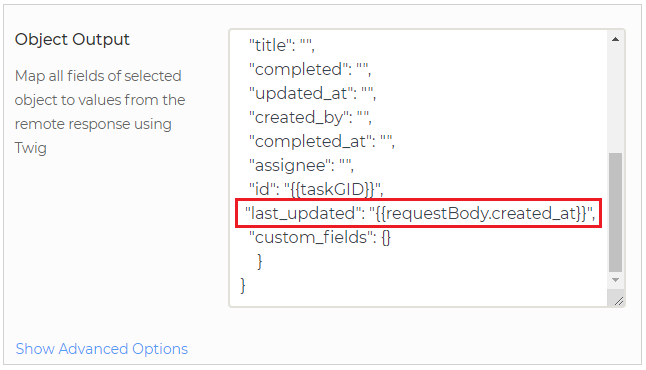 Object Output
Map all fields of selected
object to values from the
remote response using
Twig
"title": "",
"completed": "",
"updated_at": "",
"created_by": "",
"completed_at": "",
"assignee": "",
"id": "{{taskGID}}",
"last_updated": "{{requestBody.created_at}}",
"custom_fields": {}
}
}
Show Advanced Options